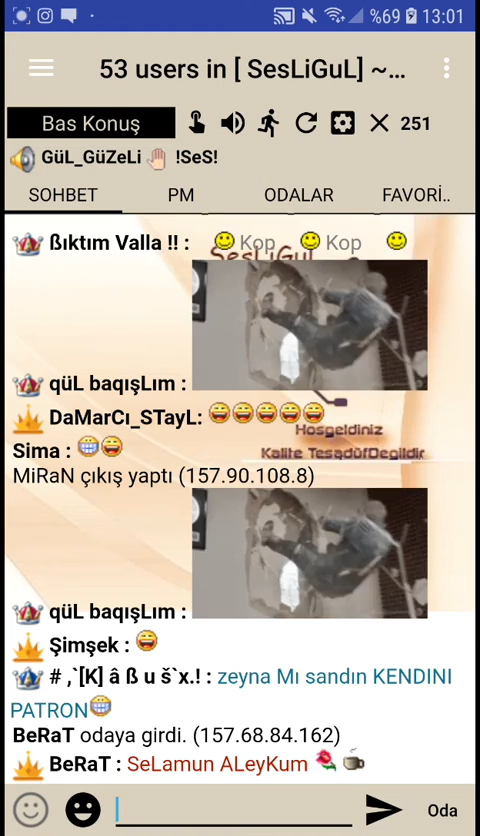 %69 13:01
53 users in [ SesLiGuL] ~...
Bas Konuş 251
GüL_GüZeLi !SeS!
SOHBET PM ODALAR FAVORİ..
ßıktım Valla !! : Kop Kop
SesLiGul
qüL baqışLım :
DaMarCı_STayL:
Hosgeldiniz
Sima :
Kalite TesadüfDegildir
MiRaN çıkış yaptı (157.90.108.8)
qüL baqışLım :
Şimşek :
# ,`[K] â ß u š`x.! : zeyna Mı sandın KENDINI
PATRON
BeRaT odaya girdi. (157.68.84.162)
BeRaT : SeLamun ALeyKum
Oda